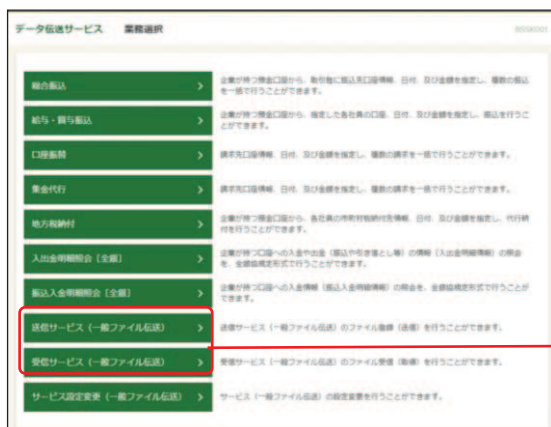 データ伝送サービス 業務選択
BSSK001
総合振込
企業が持つ預金口座から、取引毎に振込先口座情報、日付、及び金額を指定し、複数の振込
を一括で行うことができます。
給与・賞与振込
企業が持つ預金口座から、指定した各社員の口座、日付、及び金額を指定し、振込を行うこ
とができます。
口座振替
請求先口座情報、日付、及び金額を指定し、複数の請求を一括で行うことができます。
集金代行
請求先口座情報、日付、及び金額を指定し、複数の請求を一括で行うことができます。
地方税納付
企業が持つ預金口座から、各社員の市町村税納付先情報、日付、及び金額を指定し、代行納
付を行うことができます。
入出金明細照会［全銀］
企業が持つ口座への入金や出金（振込や引き落とし等）の情報（入出金明細情報）の照会
を、全銀協規定形式で行うことができます。
振込入金明細照会［全銀］
企業が持つ口座への入金情報（振込入金明細情報）の照会を、全銀協規定形式で行うことが
できます。
送信サービス（一般ファイル伝送）
送信サービス（一般ファイル伝送）のファイル登録（送信）を行うことができます。
受信サービス（一般ファイル伝送）
受信サービス（一般ファイル伝送）のファイル受信（取得）を行うことができます。
サービス設定変更（一般ファイル伝送）
サービス（一般ファイル伝送）の設定変更を行うことができます。